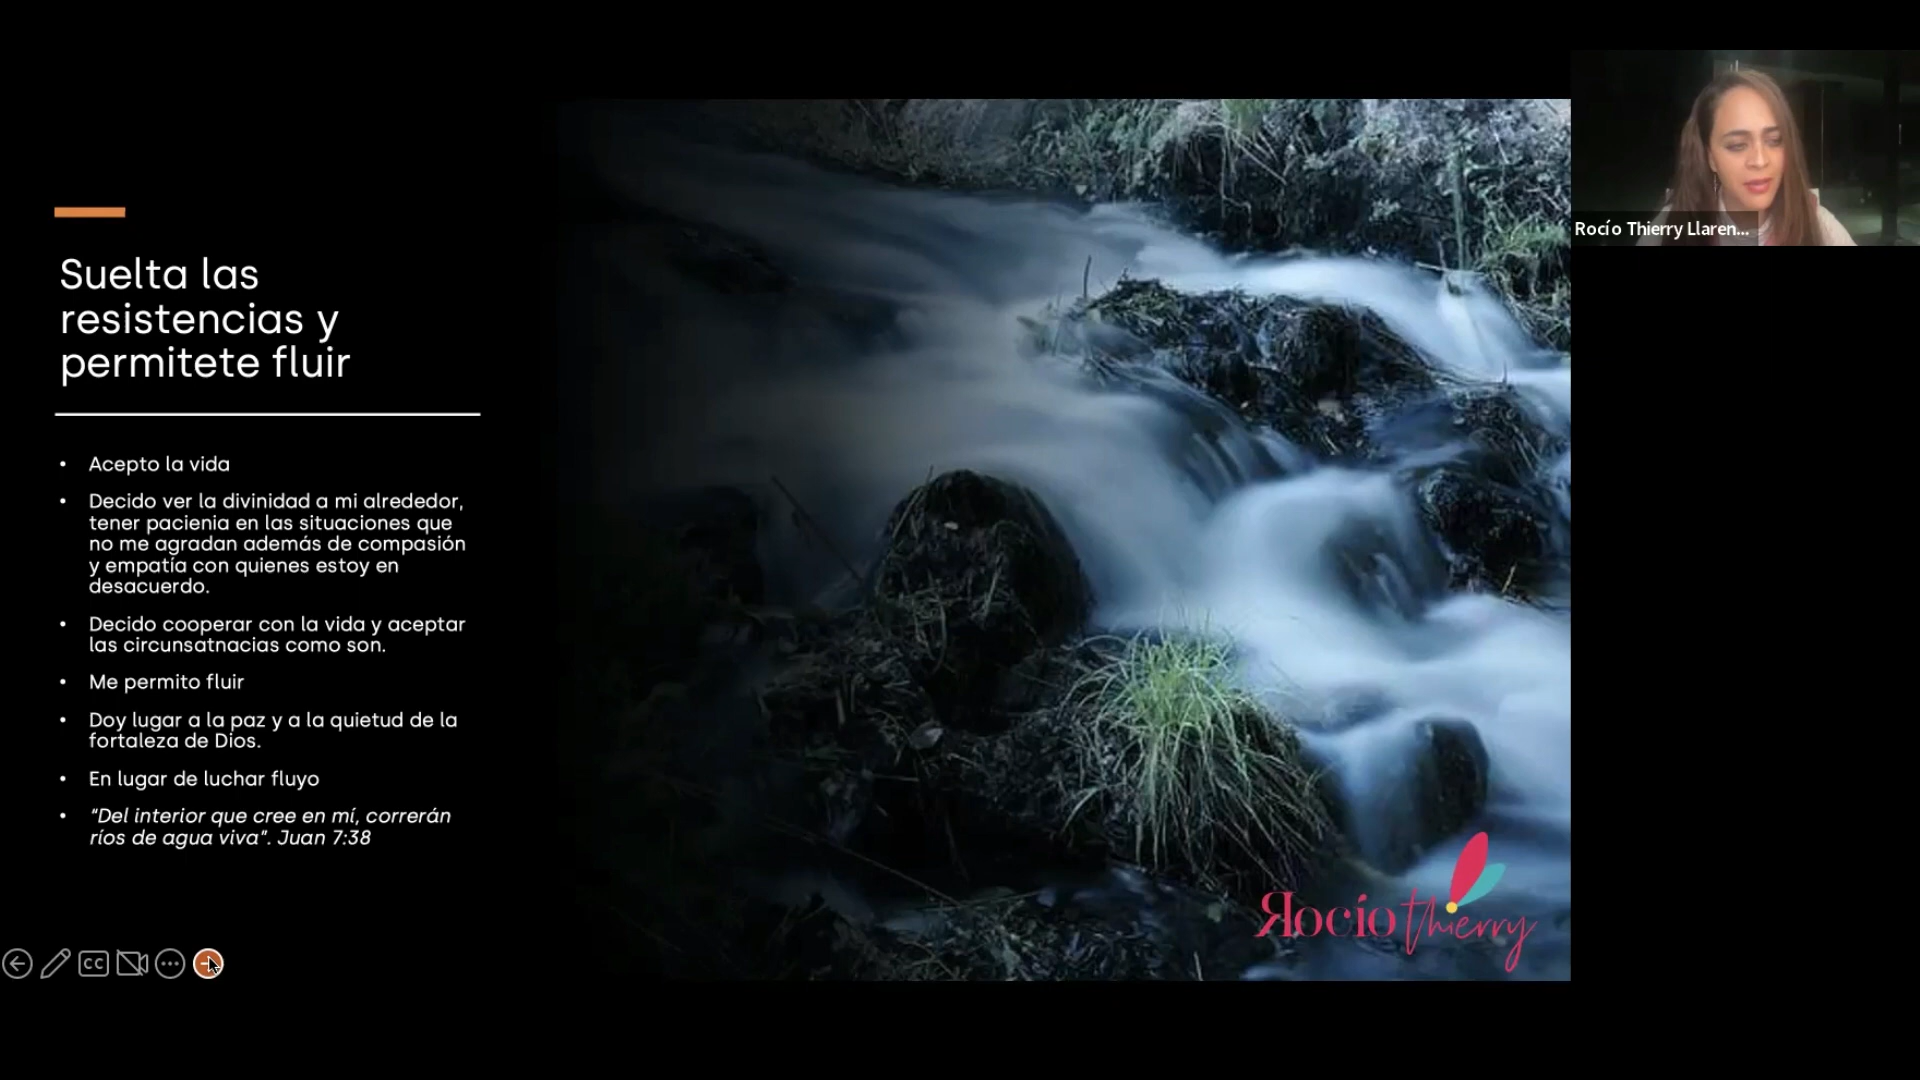 Suelta las
resistencias y
permitete fluir
• Acepto la vida
• Decido ver la divinidad a mi alrededor,
tener pacienia en las situaciones que
no me agradan además de compasión
y empatía con quienes estoy en
desacuerdo.
• Decido cooperar con la vida y aceptar
las circunsatnacias como son.
• Me permito fluir
• Doy lugar a la paz y a la quietud de la
fortaleza de Dios.
• En lugar de luchar fluyo
• “Del interior que cree en mí, correrán
ríos de agua viva”. Juan 7:38
Rocío Thierry Llaren...
Rocío thierry
CC